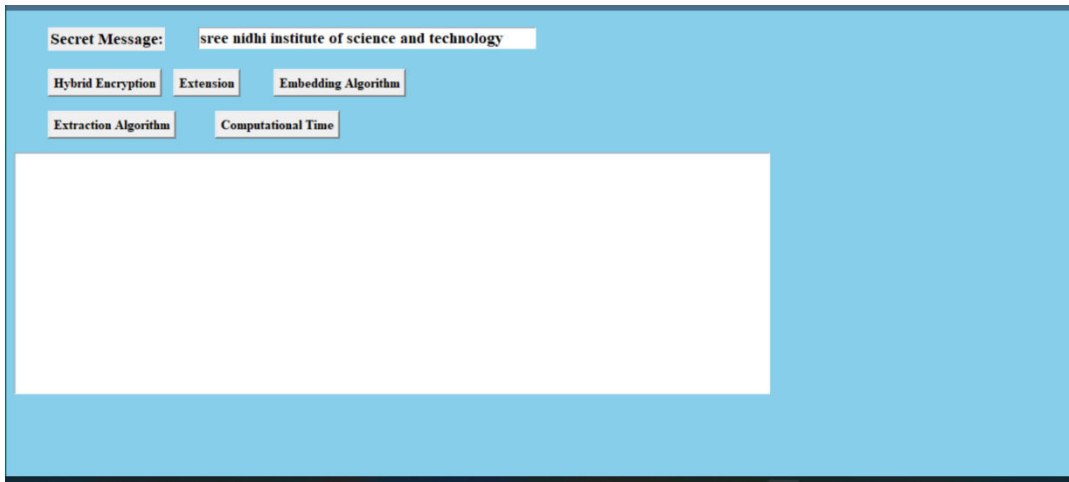 Secret Message: sree nidhi institute of science and technology
Hybrid Encryption Extension Embedding Algorithm
Extraction Algorithm Computational Time